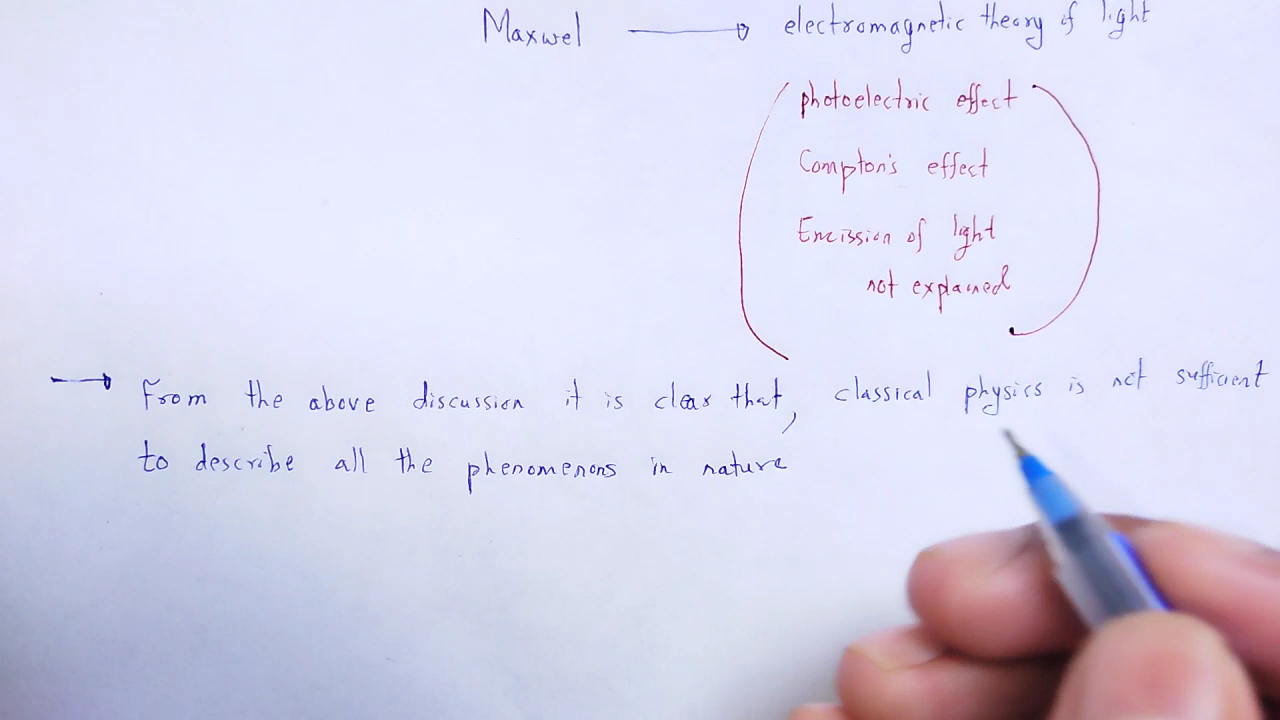 Maxwel → electromagnetic theory of light
photoelectric effect
Compton's effect
Emission of light
not explained
→ From the above discussion it is clear that, classical physics is not sufficient
to describe all the phenomenons in nature